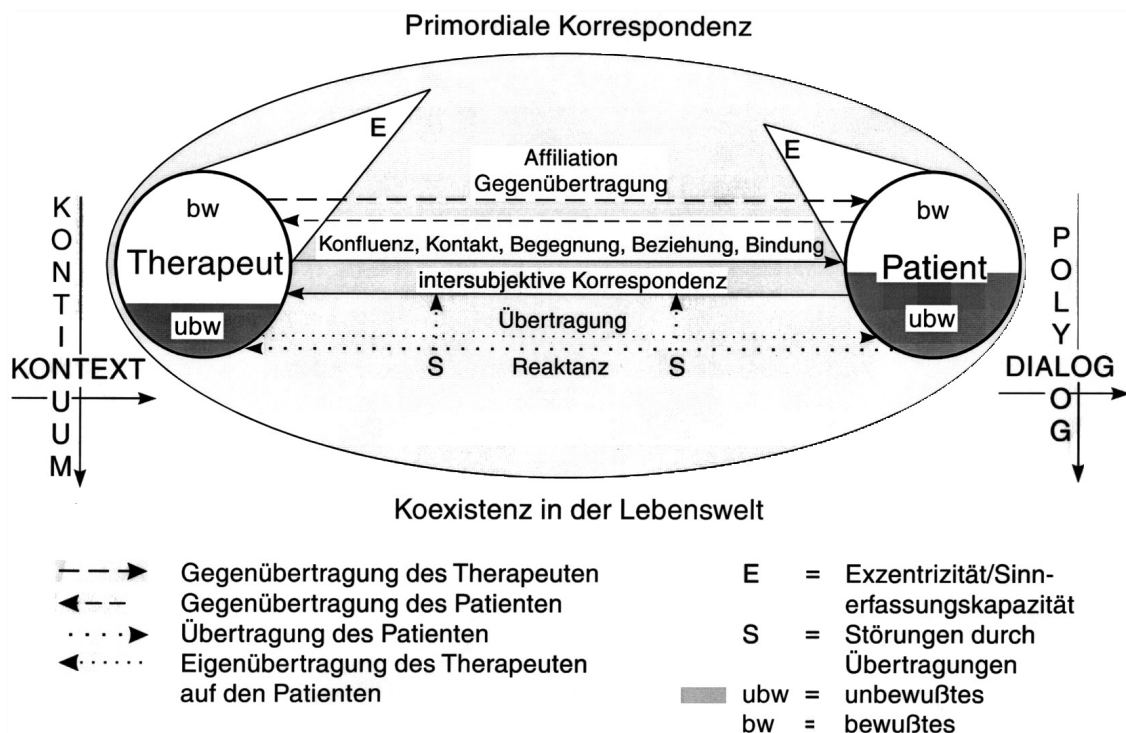 Primordiale Korrespondenz
E
E
Affiliation
Gegenübertragung
bw
bw
KONTINUUM
POLYLOG
Konfluenz, Kontakt, Begegnung, Beziehung, Bindung
Therapeut
Patient
intersubjektive Korrespondenz
ubw
ubw
Übertragung
KONTEXT
S
Reaktanz
S
DIALOG
Koexistenz in der Lebenswelt
Gegenübertragung des Therapeuten
Gegenübertragung des Patienten
Übertragung des Patienten
Eigenübertragung des Therapeuten
auf den Patienten
E = Exzentrizität/Sinn-
erfassungskapazität
S = Störungen durch
Übertragungen
ubw = unbewußtes
bw = bewußtes